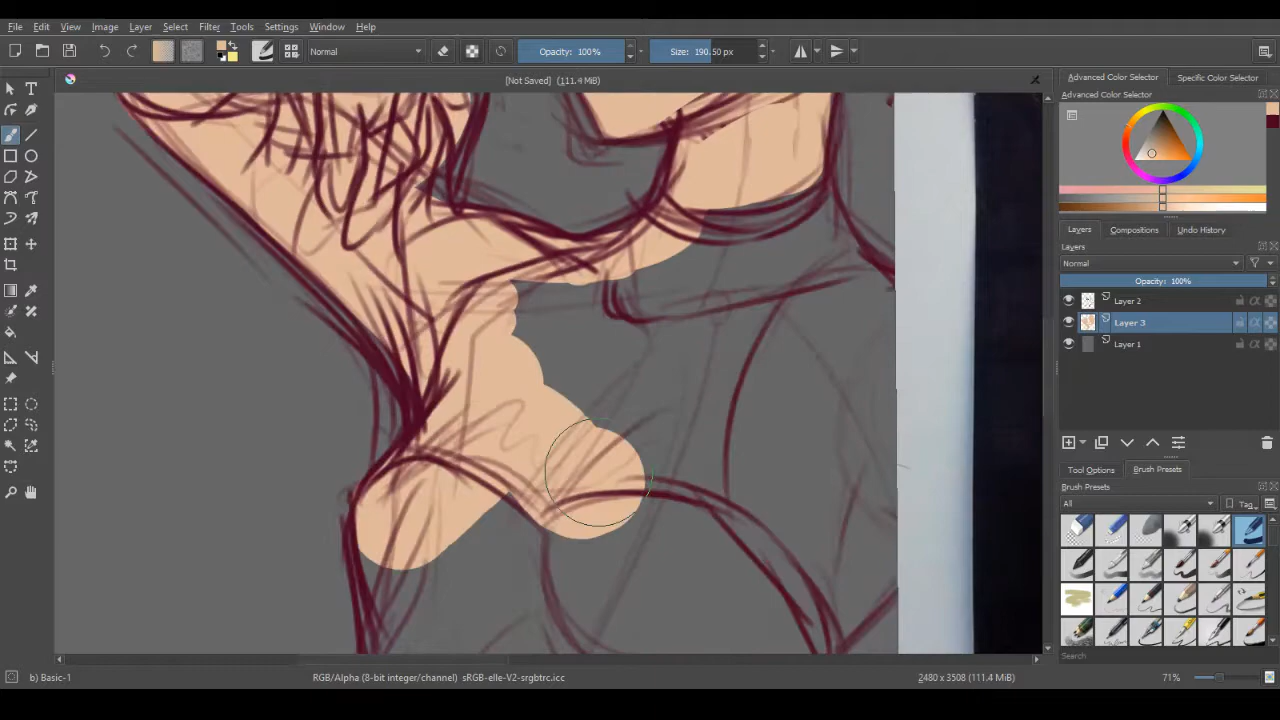 File Edit View Image Layer Select Filter Tools Settings Window Help
Normal Opacity: 100% Size: 190.50 px
[Not Saved] (111.4 MiB)
Advanced Color Selector Specific Color Selector
Advanced Color Selector
Layers Compositions Undo History
Layers
Normal
Opacity: 100%
Layer 2
Layer 3
Layer 1
Tool Options Brush Presets
Brush Presets
All Tag
Search
b) Basic-1 RGB/Alpha (8-bit integer/channel) sRGB-elle-V2-srgbtrc.icc 2480 x 3508 (111.4 MiB) 71%